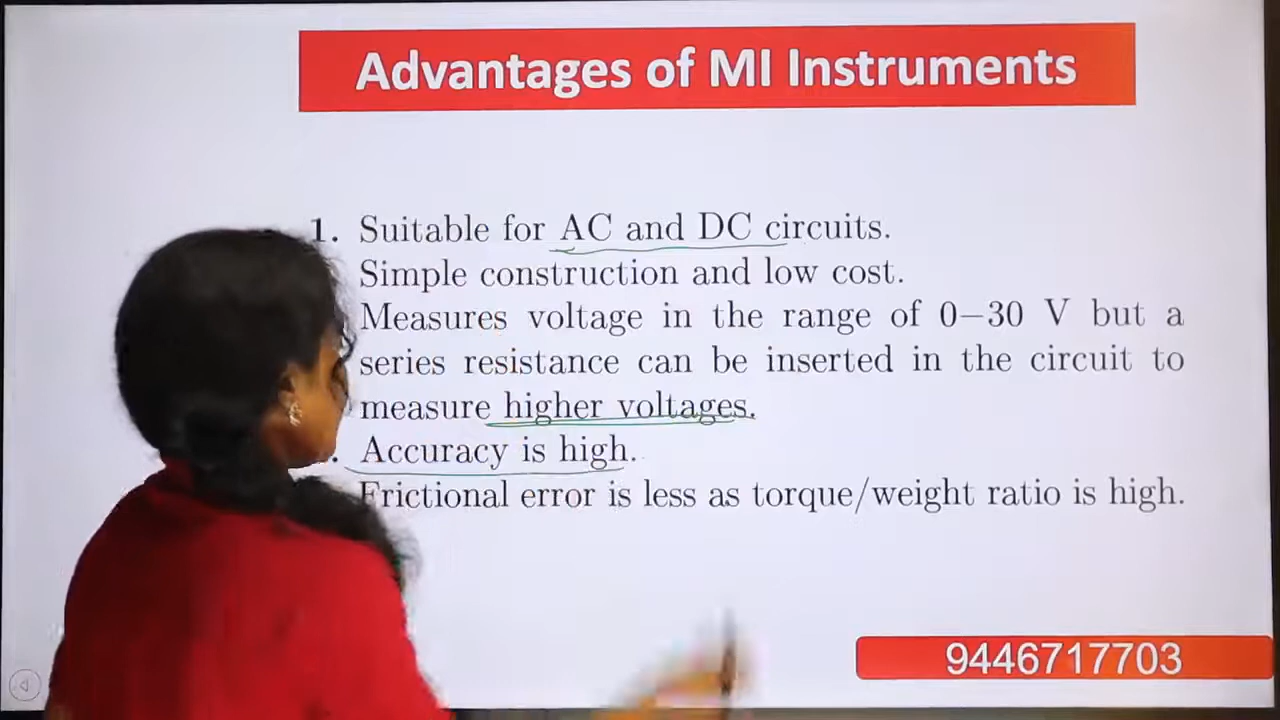 Advantages of MI Instruments
1. Suitable for AC and DC circuits.
Simple construction and low cost.
Measures voltage in the range of 0–30 V but a
series resistance can be inserted in the circuit to
measure higher voltages.
. Accuracy is high.
Frictional error is less as torque/weight ratio is high.
9446717703